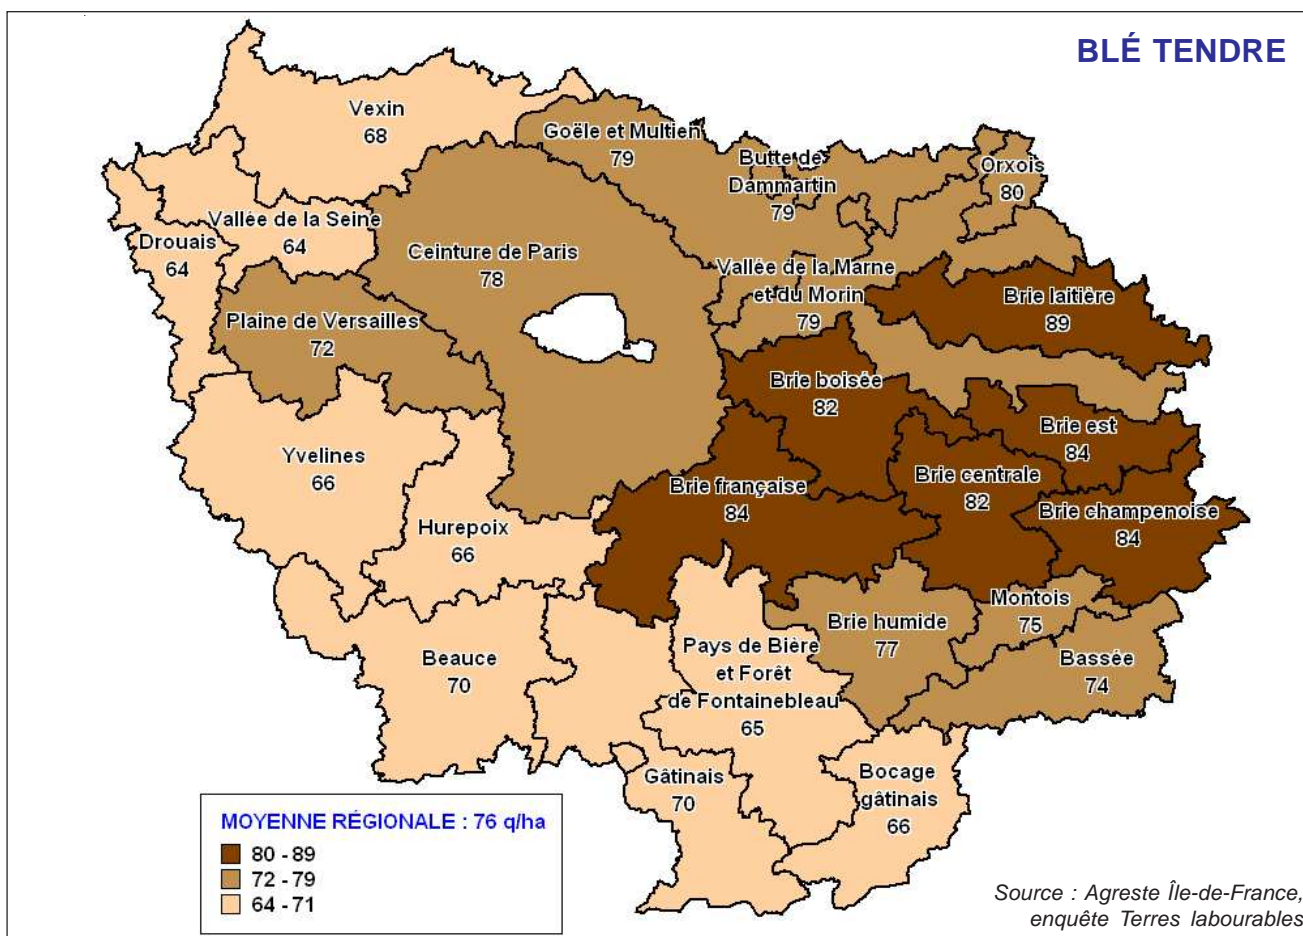 BLÉ TENDRE
Vexin
68
Goële et Multien
79
Butte de
Dammartin
79
Orxois
80
Vallée de la Seine
64
Drouais
64
Ceinture de Paris
78
Vallée de la Marne
et du Morin
79
Brie laitière
89
Plaine de Versailles
72
Brie boisée
82
Brie est
84
Yvelines
66
Brie française
84
Brie centrale
82
Brie champenoise
84
Hurepoix
66
Montois
75
Brie humide
77
Beauce
70
Pays de Bière
et Forêt
de Fontainebleau
65
Bassée
74
Gâtinais
70
Bocage
gâtinais
66
MOYENNE RÉGIONALE : 76 q/ha
80 - 89
72 - 79
64 - 71
Source : Agreste Île-de-France,
enquête Terres labourables